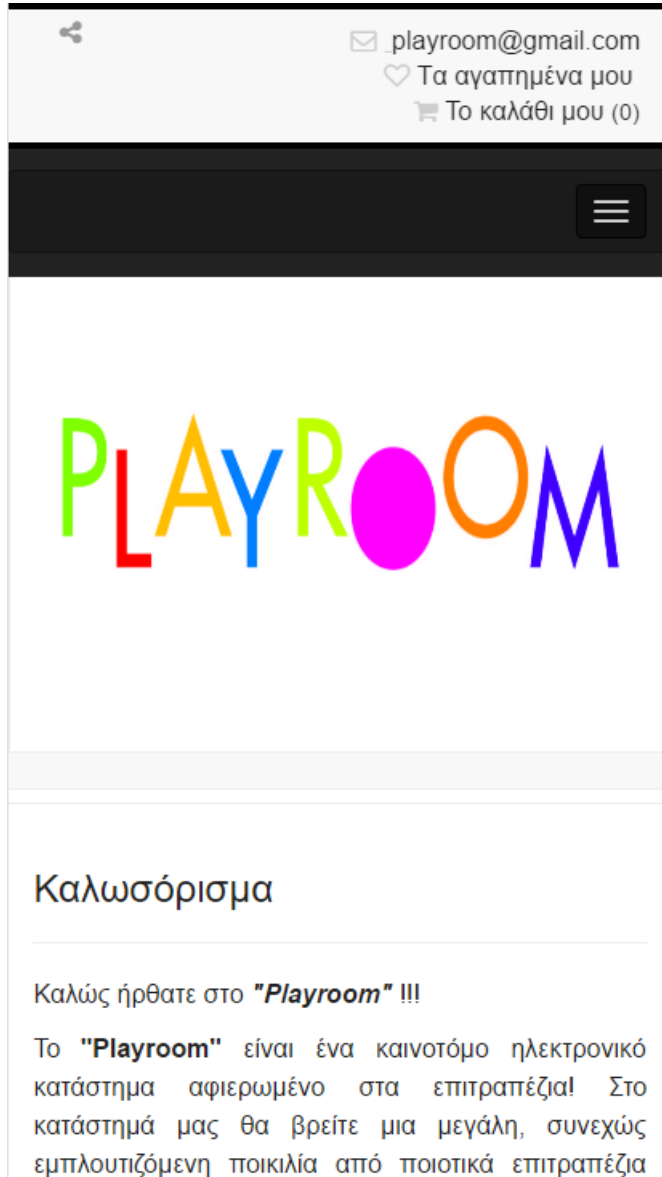 _playroom@gmail.com
Τα αγαπημένα μου
Το καλάθι μου (0)
PLAYROOM
Καλωσόρισμα
Καλώς ήρθατε στο "Playroom" !!!
Το "Playroom" είναι ένα καινοτόμο ηλεκτρονικό
κατάστημα αφιερωμένο στα επιτραπέζια! Στο
κατάστημά μας θα βρείτε μια μεγάλη, συνεχώς
εμπλουτιζόμενη ποικιλία από ποιοτικά επιτραπέζια